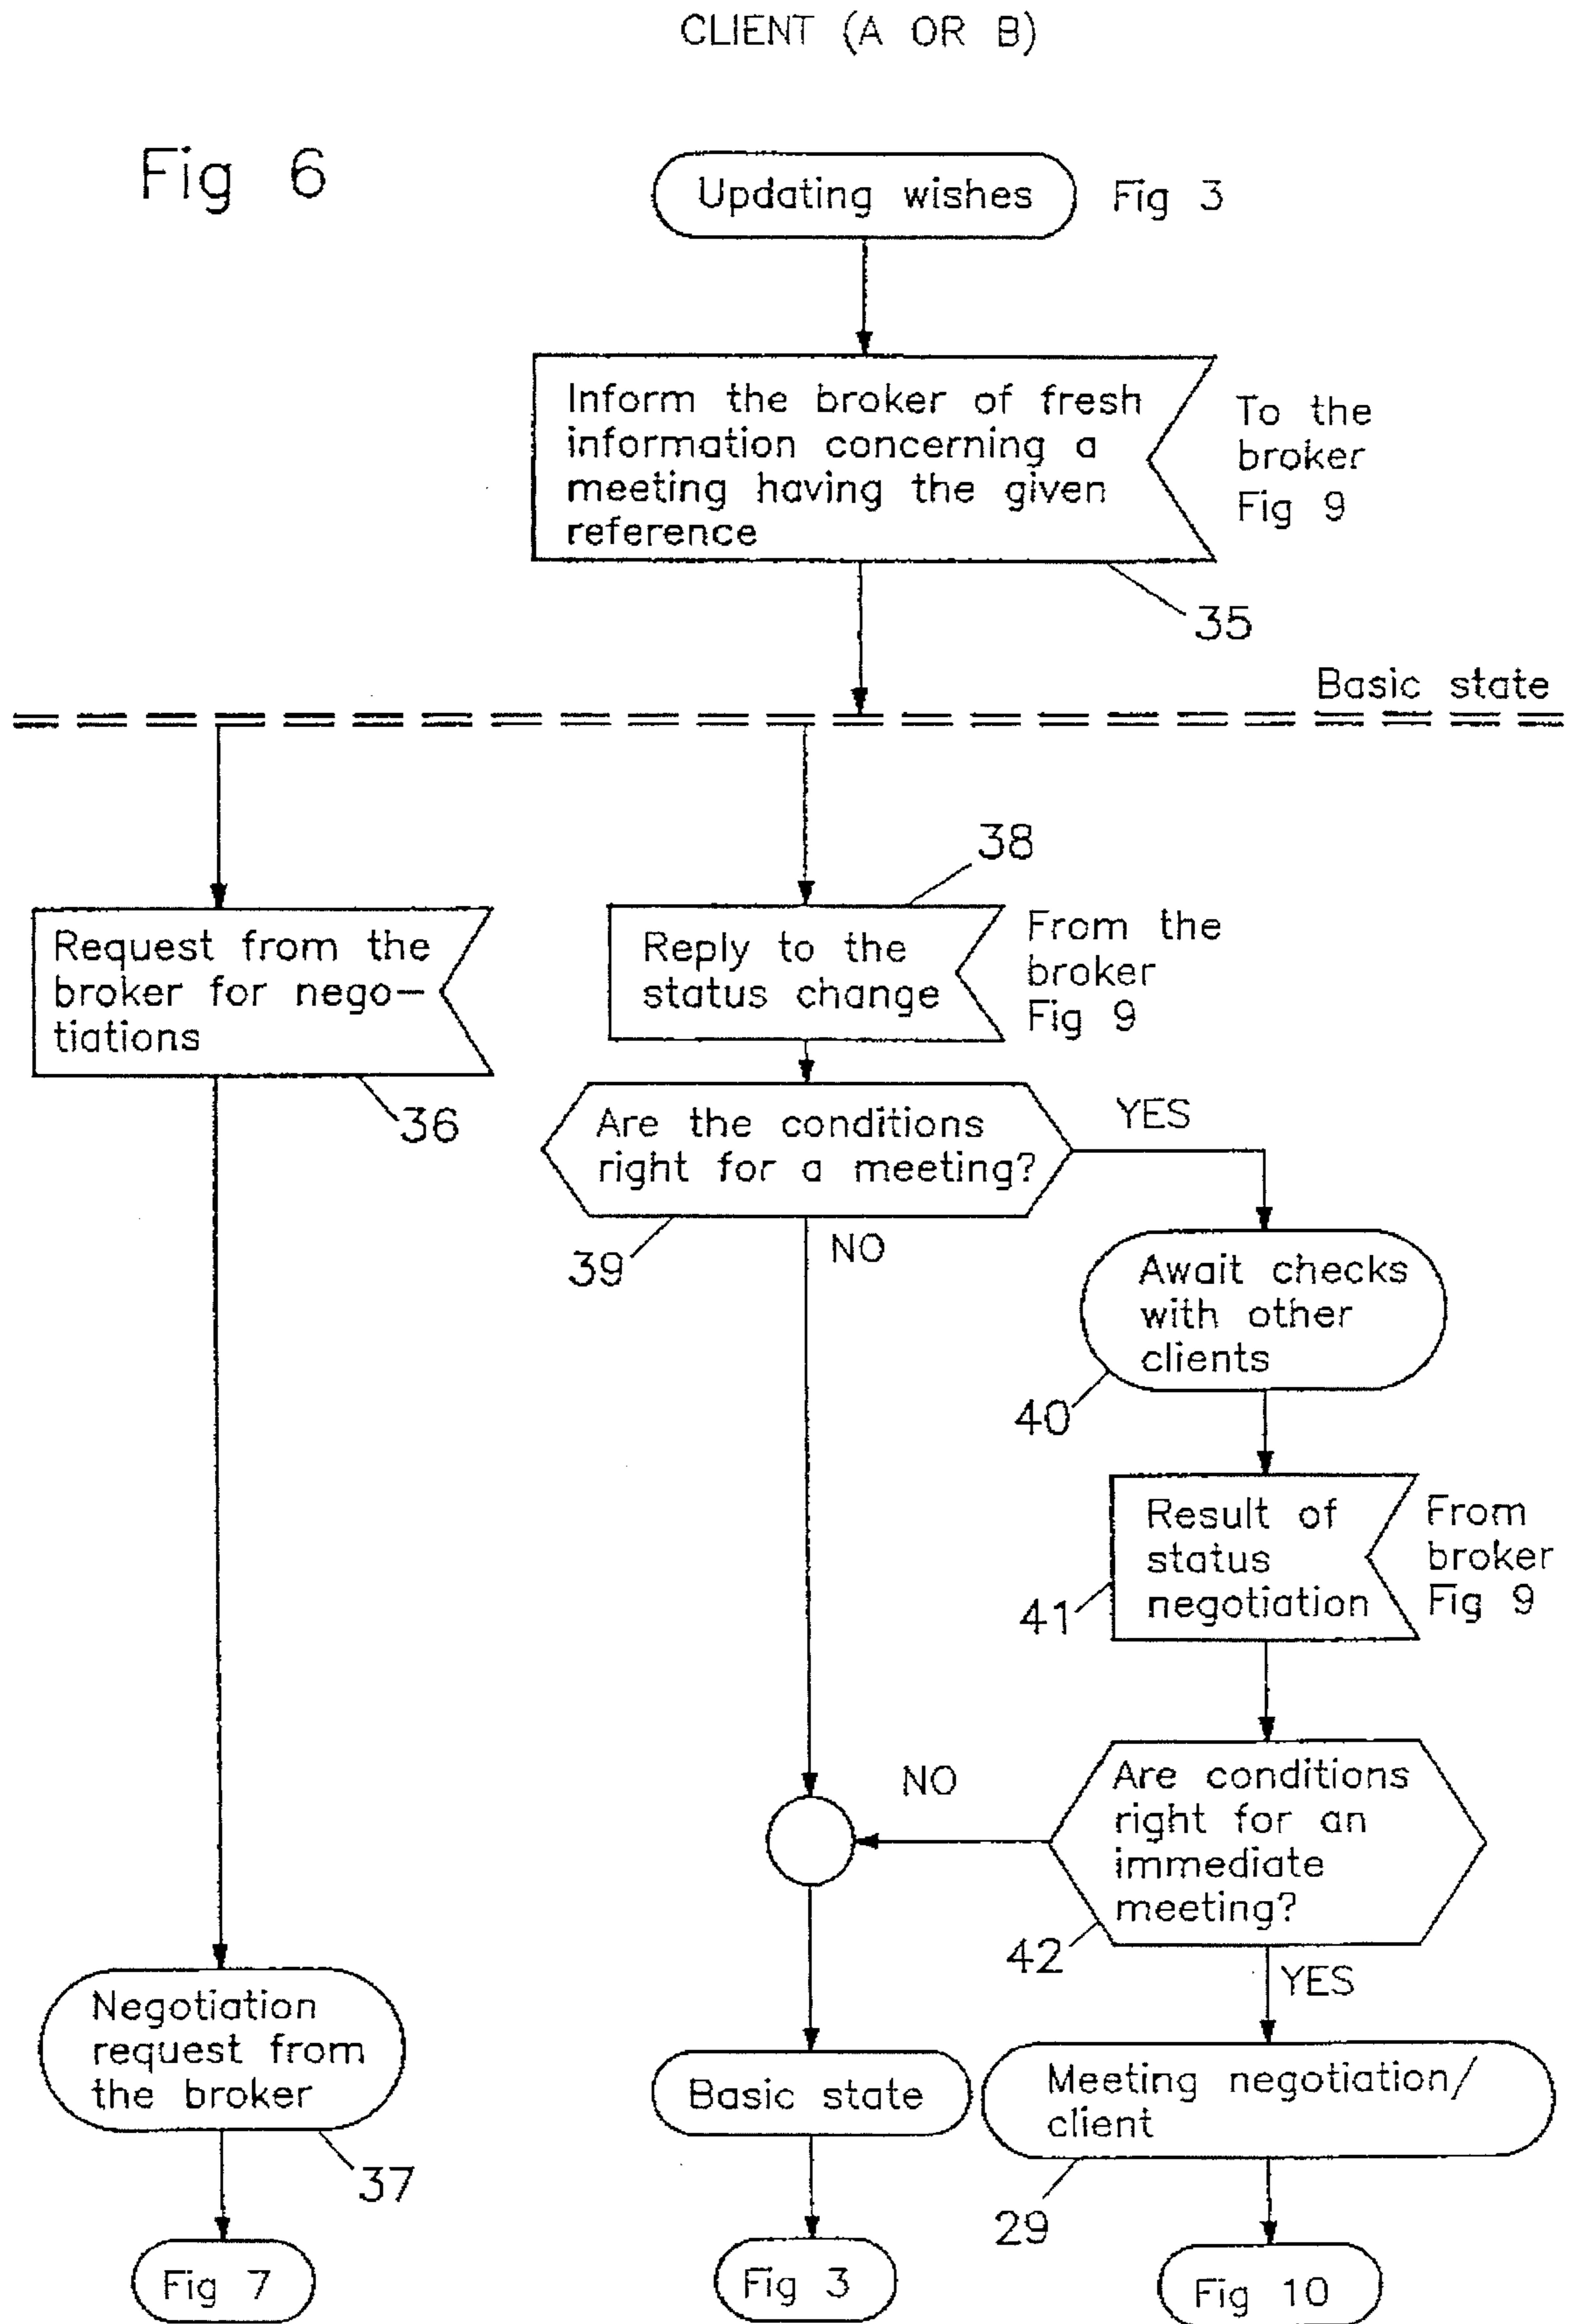 CLIENT (A OR B)
Fig 6
Updating wishes
Fig 3
Inform the broker of fresh
information concerning a
meeting having the given
reference
To the
broker
Fig 9
35
Basic state
Request from the
broker for nego—
tiations
36
38
Reply to the
status change
From the
broker
Fig 9
Are the conditions
right for a meeting?
YES
39
NO
Await checks
with other
clients
40
Result of
status
negotiation
From
broker
Fig 9
41
Are conditions
right for an
immediate
meeting?
NO
42
YES
Negotiation
request from
the broker
37
Basic state
Meeting negotiation/
client
29
Fig 7
Fig 3
Fig 10